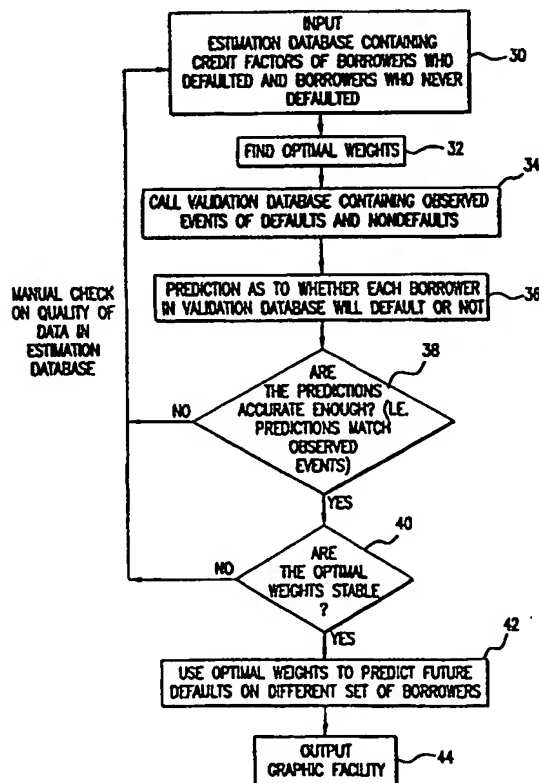 INPUT
ESTIMATION DATABASE CONTAINING
CREDIT FACTORS OF BORROWERS WHO
DEFAULTED AND BORROWERS WHO NEVER
DEFAULTED
30
FIND OPTIMAL WEIGHTS
32
34
CALL VALIDATION DATABASE CONTAINING OBSERVED
EVENTS OF DEFAULTS AND NONDEFAULTS
PREDICTION AS TO WHETHER EACH BORROWER
IN VALIDATION DATABASE WILL DEFAULT OR NOT
36
MANUAL CHECK
ON QUALITY OF
DATA IN
ESTIMATION
DATABASE
38
ARE
THE PREDICTIONS
ACCURATE ENOUGH? (I.E.
PREDICTIONS MATCH
OBSERVED
EVENTS)
NO
YES
40
ARE
THE OPTIMAL
WEIGHTS STABLE
?
NO
YES
42
USE OPTIMAL WEIGHTS TO PREDICT FUTURE
DEFAULTS ON DIFFERENT SET OF BORROWERS
OUTPUT
GRAPHIC FACILITY
44